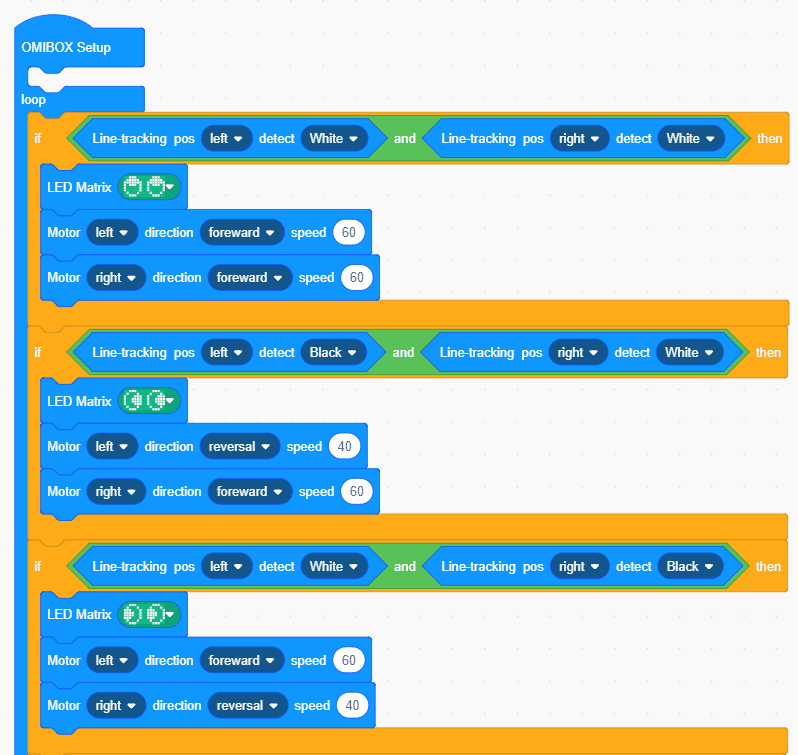 OMIBOX Setup
loop
if Line-tracking pos left detect White and Line-tracking pos right detect White then
LED Matrix
Motor left direction forward speed 60
Motor right direction forward speed 60
if Line-tracking pos left detect Black and Line-tracking pos right detect White then
LED Matrix
Motor left direction reversal speed 40
Motor right direction forward speed 60
if Line-tracking pos left detect White and Line-tracking pos right detect Black then
LED Matrix
Motor left direction forward speed 60
Motor right direction reversal speed 40